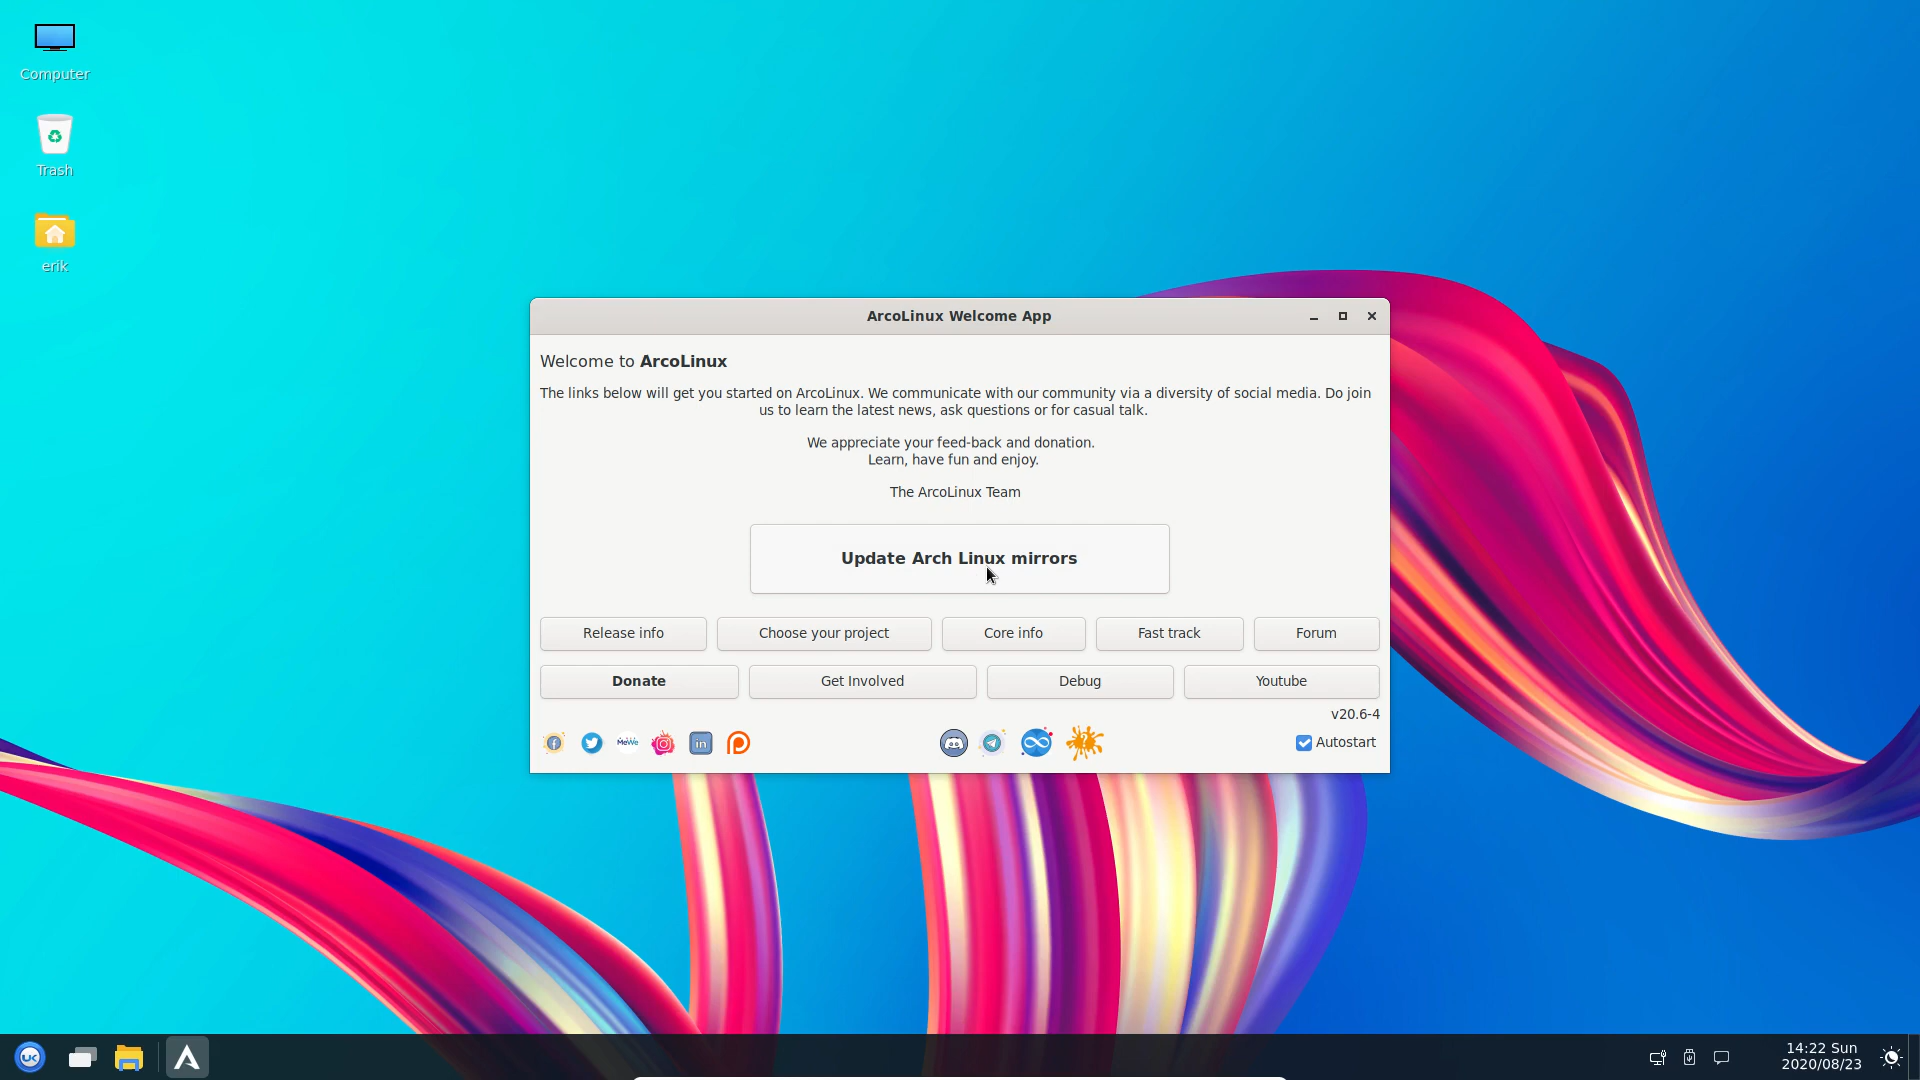 Computer
Trash
erik
ArcoLinux Welcome App
Welcome to ArcoLinux
The links below will get you started on ArcoLinux. We communicate with our community via a diversity of social media. Do join
us to learn the latest news, ask questions or for casual talk.
We appreciate your feed-back and donation.
Learn, have fun and enjoy.
The ArcoLinux Team
Update Arch Linux mirrors
Release info
Choose your project
Core info
Fast track
Forum
Donate
Get Involved
Debug
Youtube
v20.6-4
MeWe
in
Autostart
UK
14:22 Sun
2020/08/23